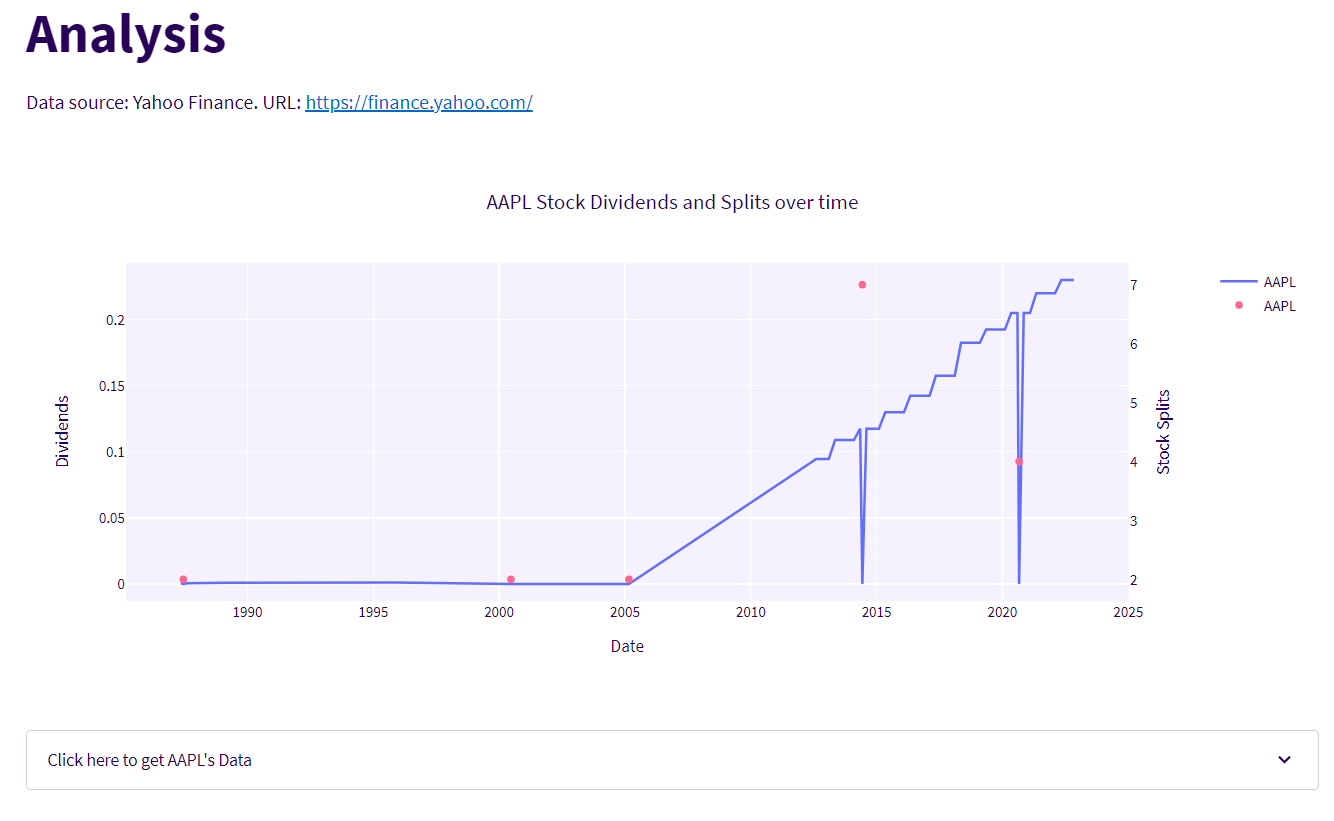 Analysis
Data source: Yahoo Finance. URL: https://finance.yahoo.com/
AAPL Stock Dividends and Splits over time
AAPL
AAPL
Dividends
0.2
0.15
0.1
0.05
0
7
6
5
4
3
2
Stock Splits
1990 1995 2000 2005 2010 2015 2020 2025
Date
Click here to get AAPL's Data